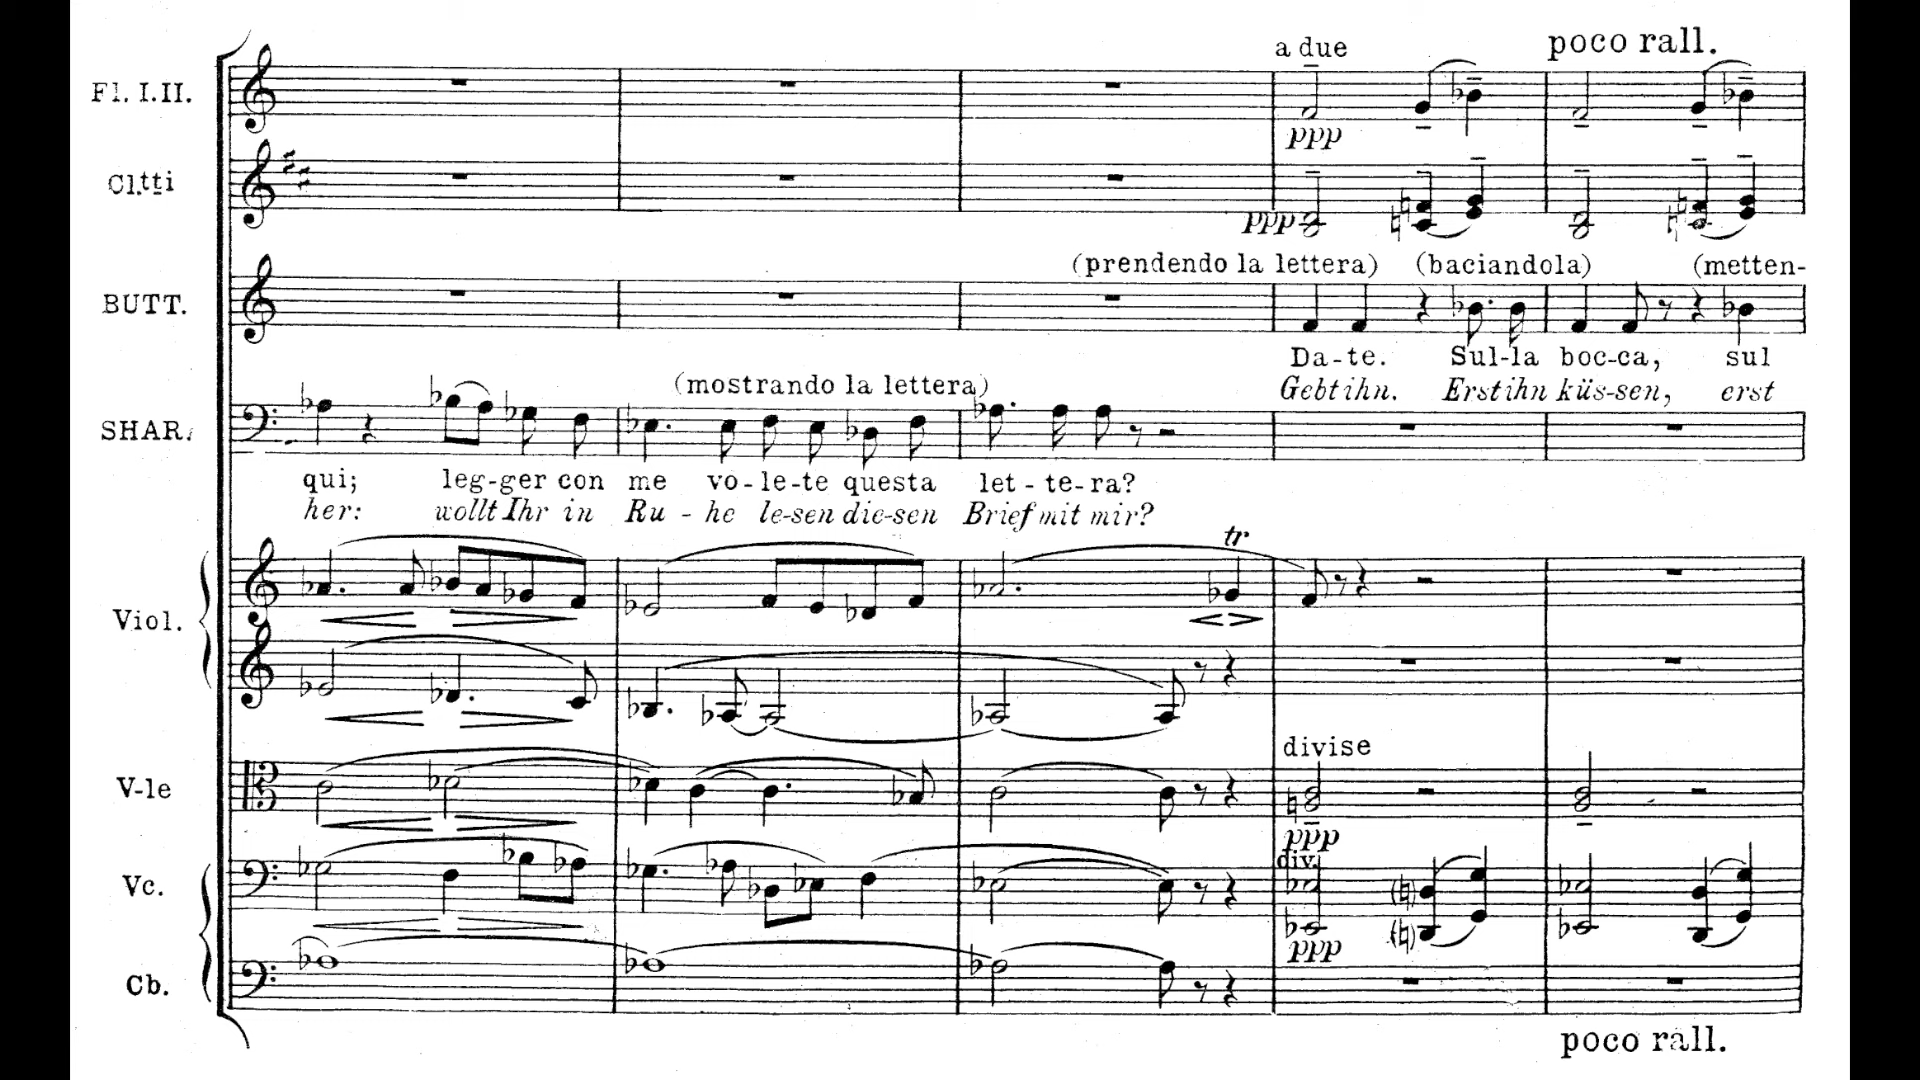 a due poco rall.
Fl. I.II.
ppp
Cl.tti
ppp
(prendendo la lettera) (baciandola) (metten-
BUTT.
Da-te. Sul-la boc-ca, sul
Gebt ihn. Erst ihn küs-sen, erst
(mostrando la lettera)
SHAR.
qui; leg-ger con me vo-le-te questa let-te-ra?
her: wollt Ihr in Ru-he le-sen die-sen Brief mit mir?
tr
Viol.
divise
V-le
ppp
div.
Vc.
ppp
Cb.
poco rall.